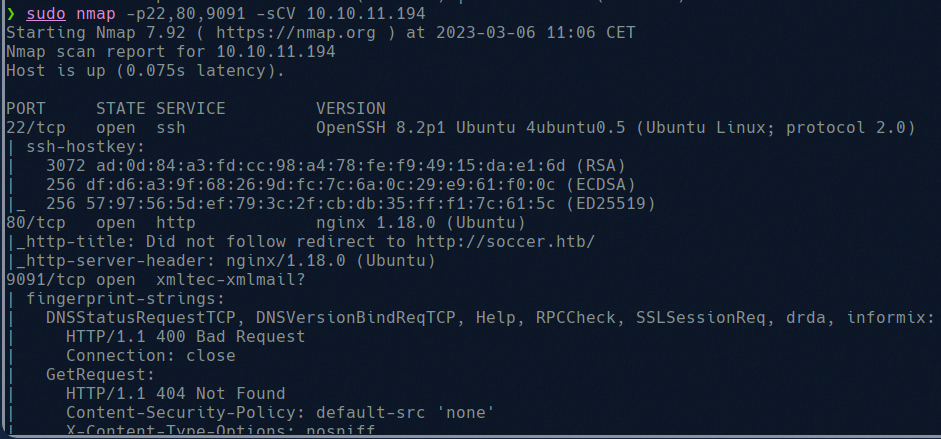 ❯ sudo nmap -p22,80,9091 -sCV 10.10.11.194
Starting Nmap 7.92 ( https://nmap.org ) at 2023-03-06 11:06 CET
Nmap scan report for 10.10.11.194
Host is up (0.075s latency).

PORT     STATE SERVICE         VERSION
22/tcp   open  ssh             OpenSSH 8.2p1 Ubuntu 4ubuntu0.5 (Ubuntu Linux; protocol 2.0)
| ssh-hostkey:
|   3072 ad:0d:84:a3:fd:cc:98:a4:78:fe:f9:49:15:da:e1:6d (RSA)
|   256 df:d6:a3:9f:68:26:9d:fc:7c:6a:0c:29:e9:61:f0:0c (ECDSA)
|_  256 57:97:56:5d:ef:79:3c:2f:cb:db:35:ff:f1:7c:61:5c (ED25519)
80/tcp   open  http            nginx 1.18.0 (Ubuntu)
|_http-title: Did not follow redirect to http://soccer.htb/
|_http-server-header: nginx/1.18.0 (Ubuntu)
9091/tcp open  xmltec-xmlmail?
| fingerprint-strings:
|   DNSStatusRequestTCP, DNSVersionBindReqTCP, Help, RPCCheck, SSLSessionReq, drda, informix:
|     HTTP/1.1 400 Bad Request
|     Connection: close
|   GetRequest:
|     HTTP/1.1 404 Not Found
|     Content-Security-Policy: default-src 'none'
|     X-Content-Type-Options: nosniff